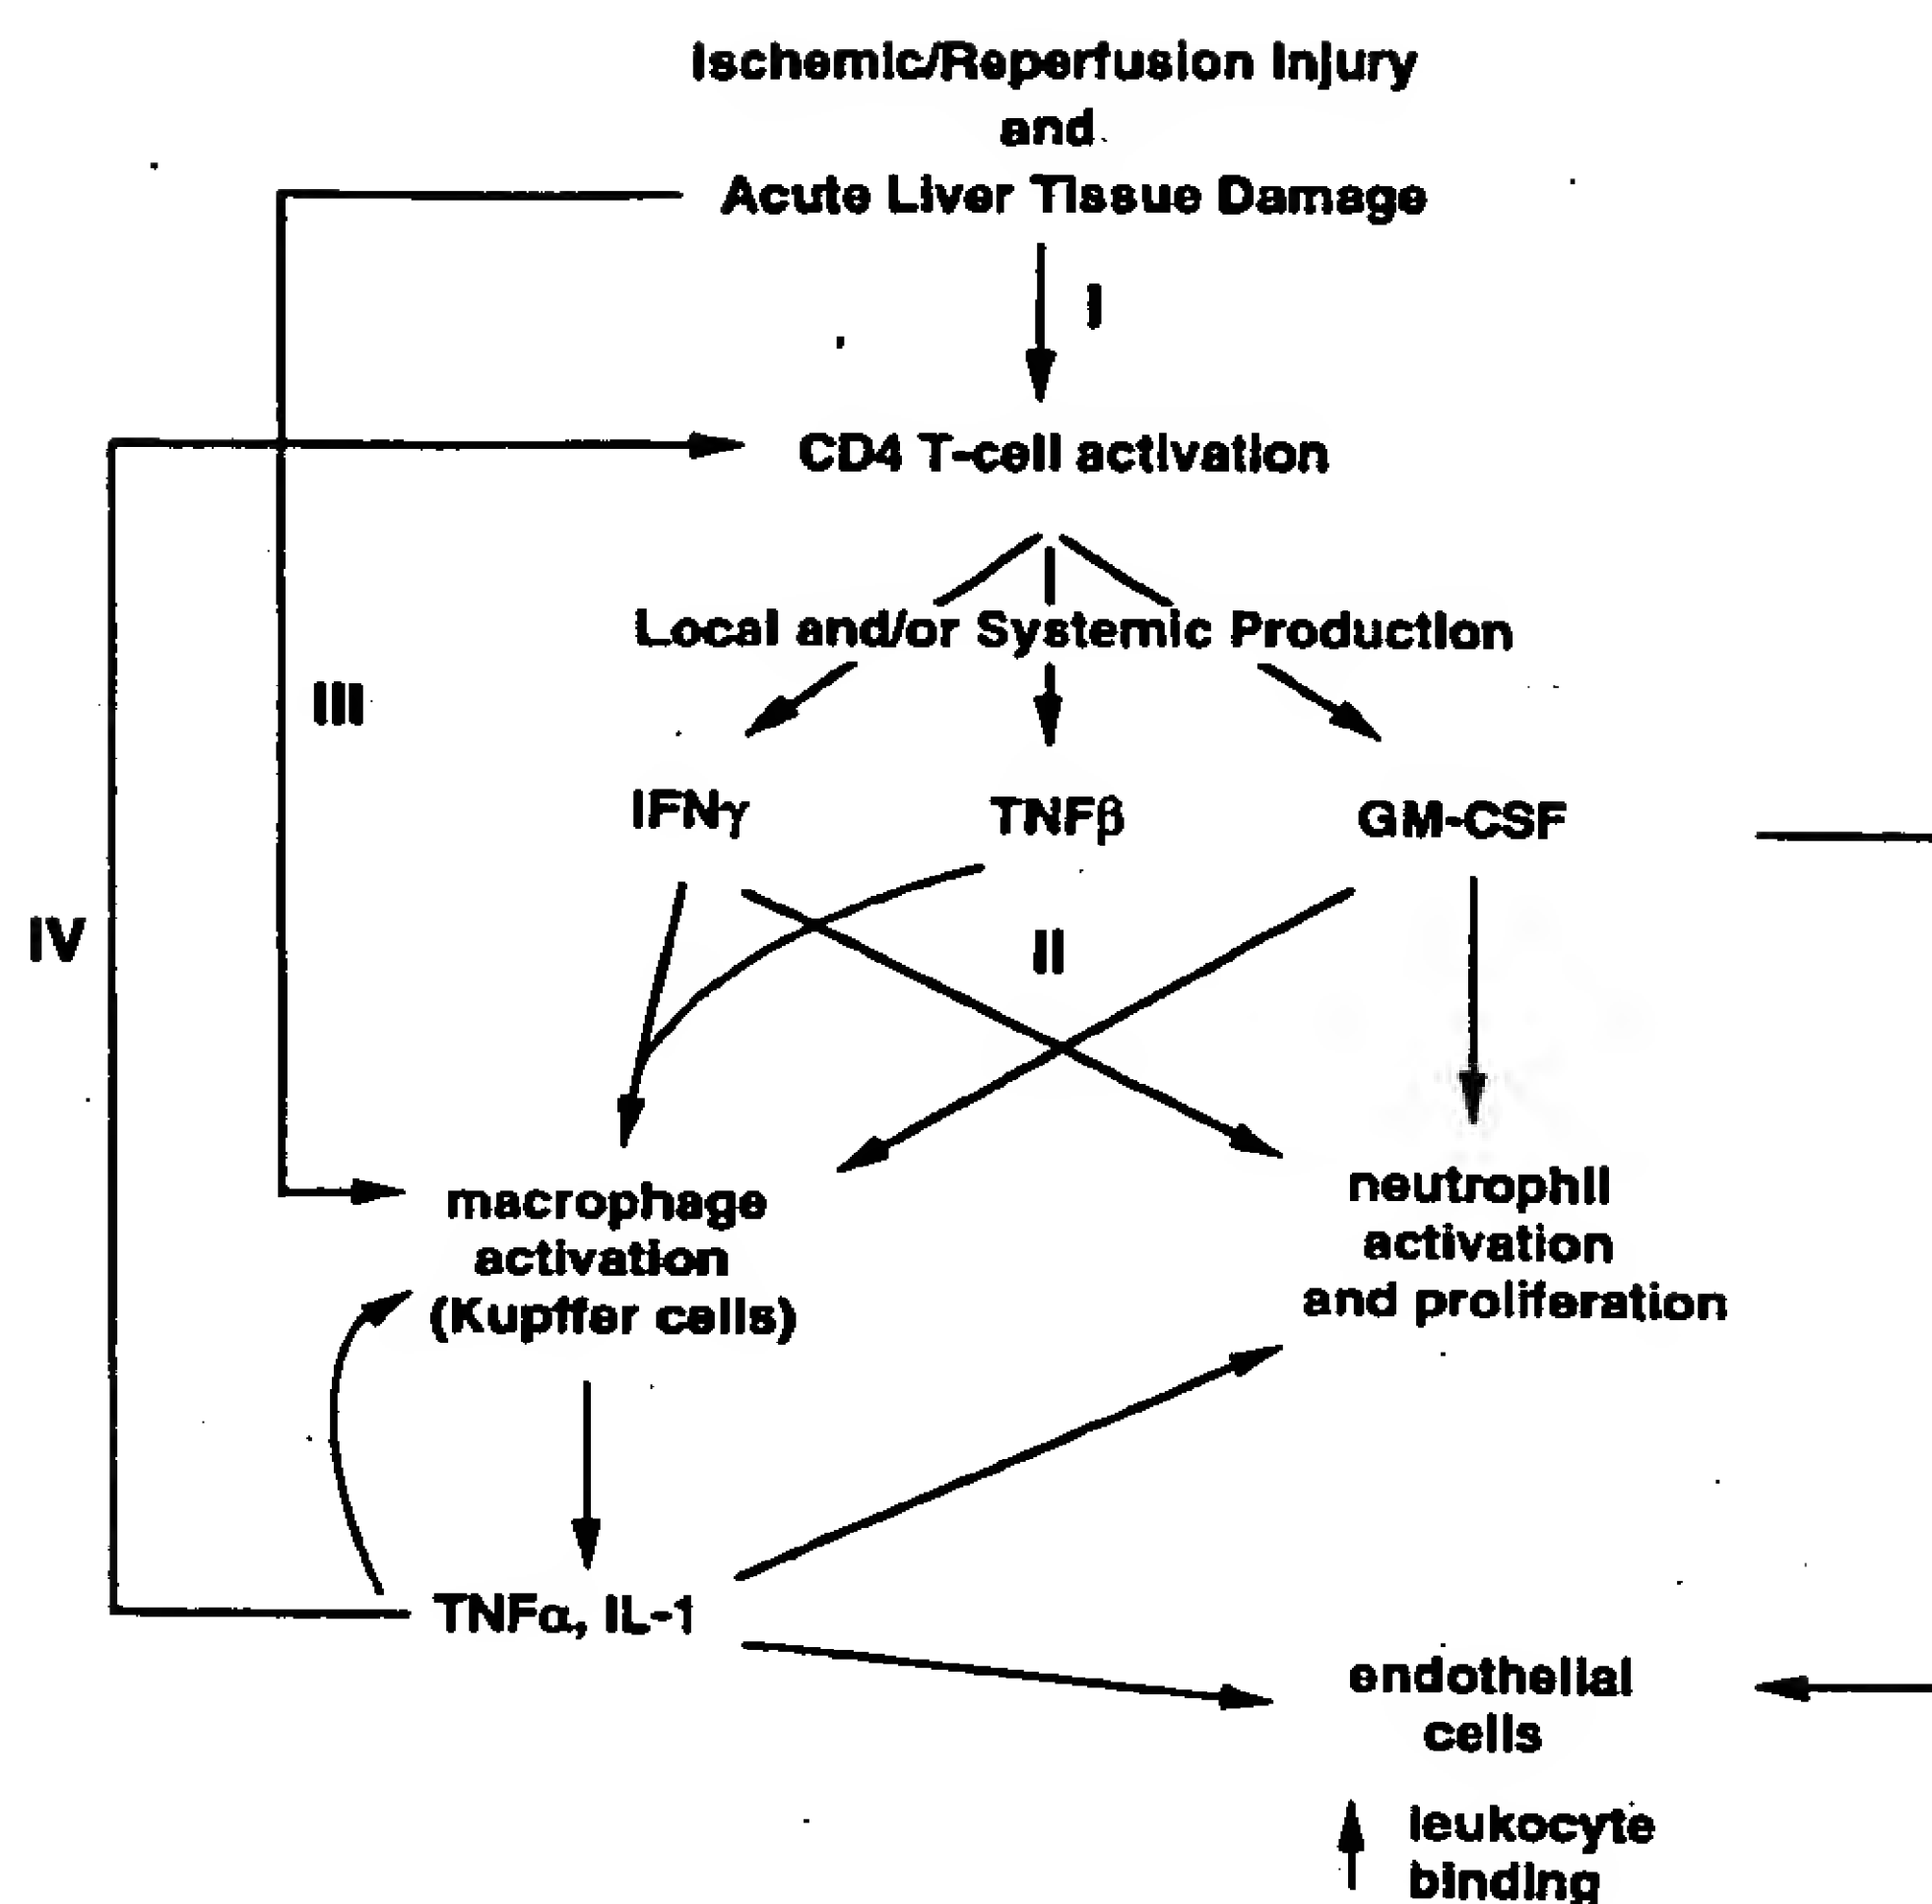 Ischemic/Reperfusion Injury
and
Acute Liver Tissue Damage
I
CD4 T-cell activation
Local and/or Systemic Production
III
IFNγ
TNFβ
GM-CSF
IV
II
macrophage
activation
(Kupffer cells)
neutrophil
activation
and proliferation
TNFα, IL-1
endothelial
cells
leukocyte
binding